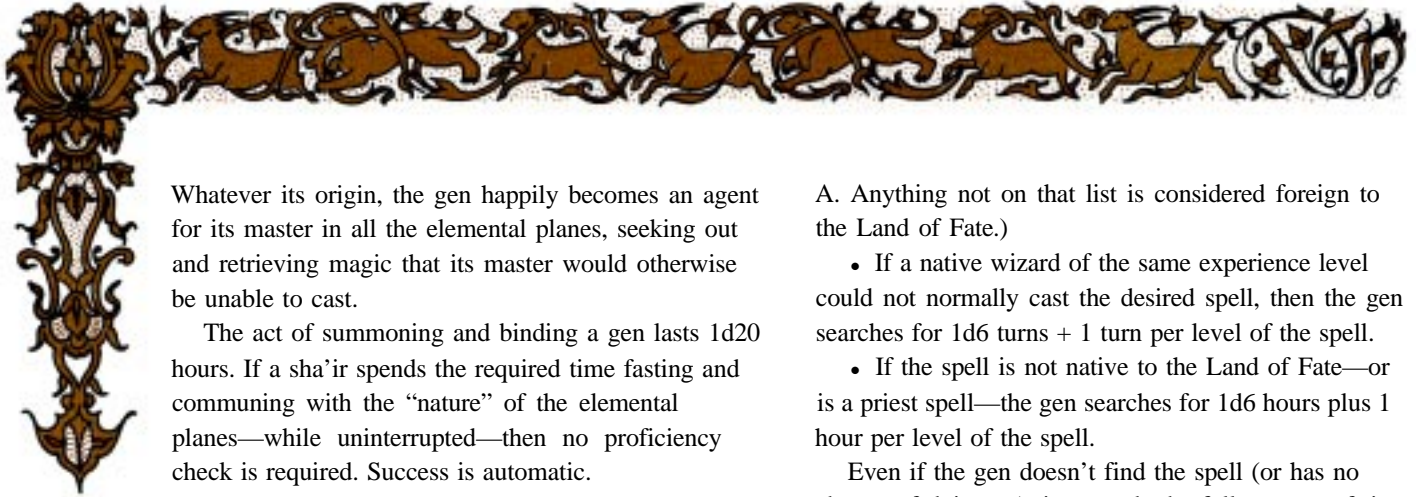 Whatever its origin, the gen happily becomes an agent
for its master in all the elemental planes, seeking out
and retrieving magic that its master would otherwise
be unable to cast.
The act of summoning and binding a gen lasts 1d20
hours. If a sha’ir spends the required time fasting and
communing with the “nature” of the elemental
planes—while uninterrupted—then no proficiency
check is required. Success is automatic.
A. Anything not on that list is considered foreign to
the Land of Fate.)
• If a native wizard of the same experience level
could not normally cast the desired spell, then the gen
searches for 1d6 turns + 1 turn per level of the spell.
• If the spell is not native to the Land of Fate—or
is a priest spell—the gen searches for 1d6 hours plus 1
hour per level of the spell.
Even if the gen doesn’t find the spell (or has no